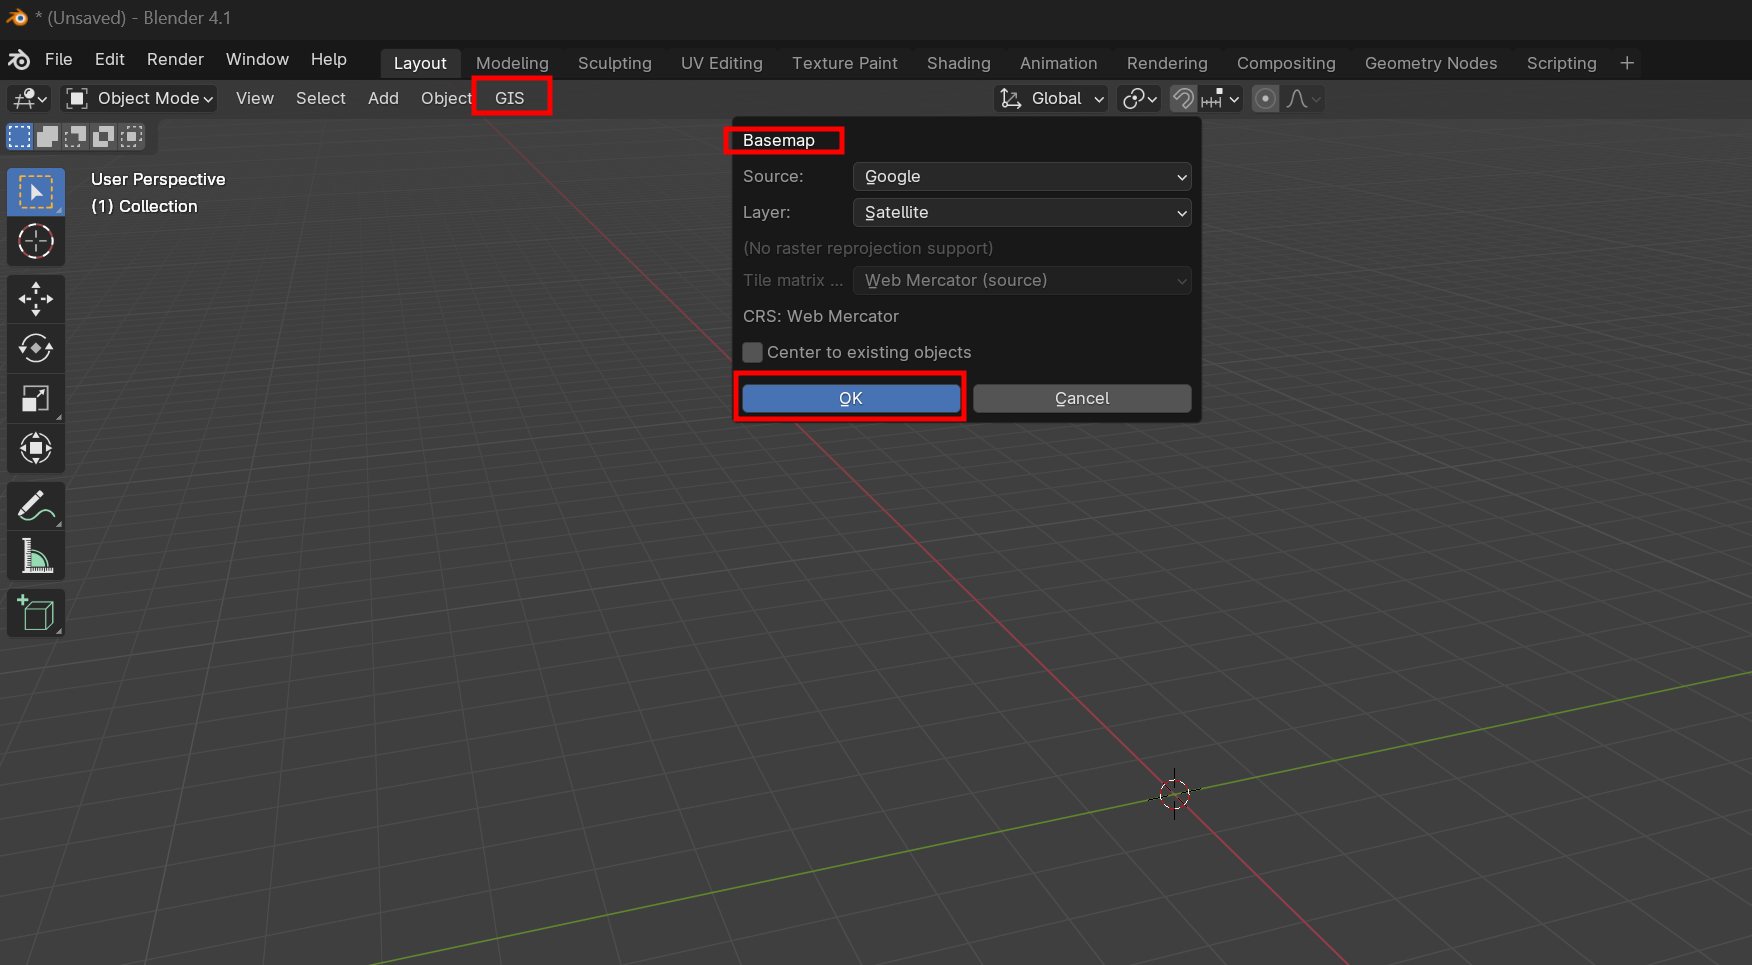 * (Unsaved) - Blender 4.1
File Edit Render Window Help Layout Modeling Sculpting UV Editing Texture Paint Shading Animation Rendering Compositing Geometry Nodes Scripting +
Object Mode View Select Add Object GIS Global
Basemap
User Perspective
(1) Collection
Source: Google
Layer: Satellite
(No raster reprojection support)
Tile matrix ... Web Mercator (source)
CRS: Web Mercator
Center to existing objects
OK Cancel